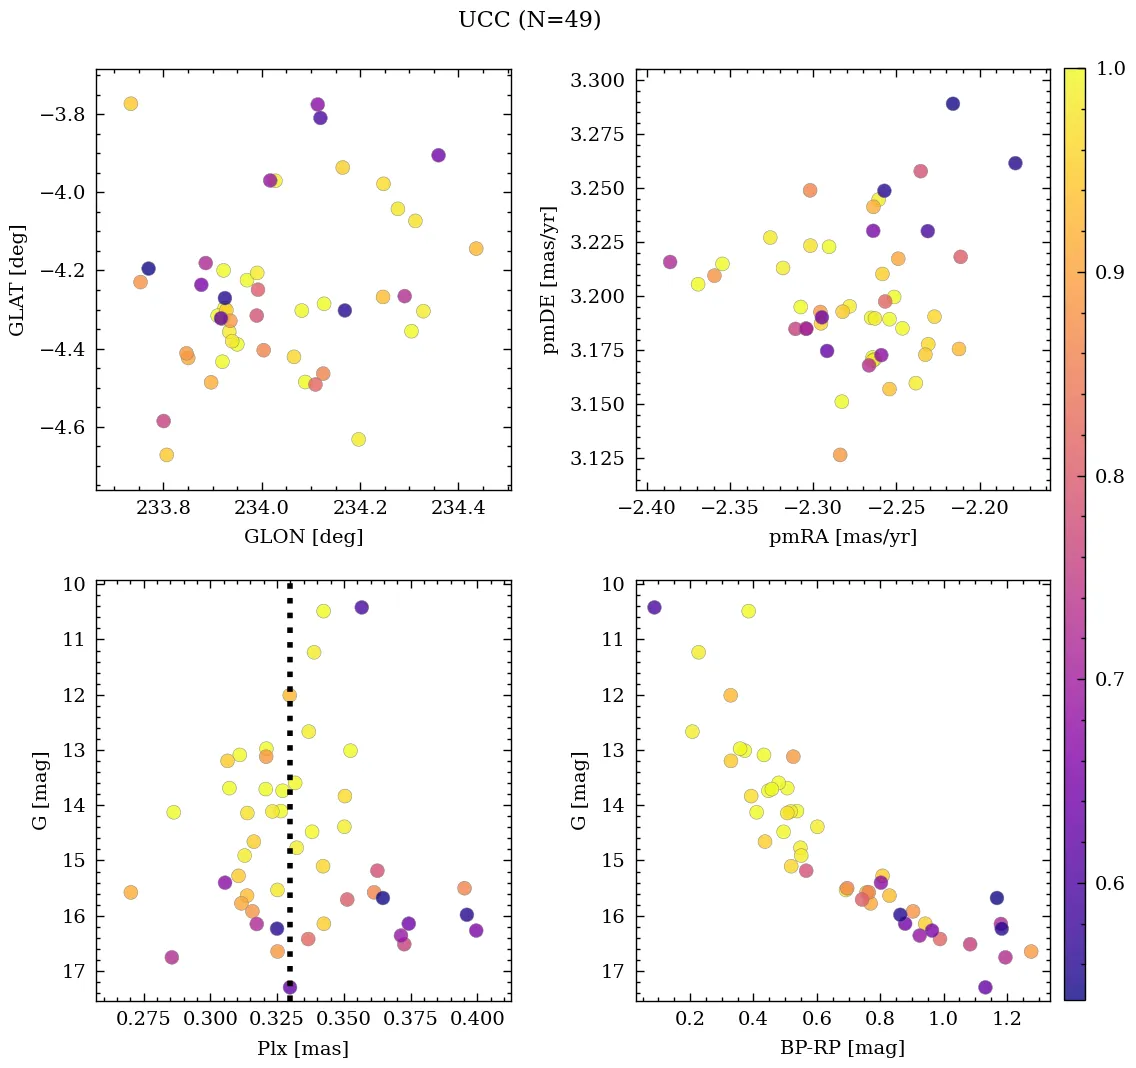 UCC (N=49)
−3.8
−4.0
−4.2
−4.4
−4.6
GLAT [deg]
233.8 234.0 234.2 234.4
GLON [deg]
3.300
3.275
3.250
3.225
3.200
3.175
3.150
3.125
pmDE [mas/yr]
−2.40 −2.35 −2.30 −2.25 −2.20
pmRA [mas/yr]
1.0
0.9
0.8
0.7
0.6
10
11
12
13
14
15
16
17
G [mag]
0.275 0.300 0.325 0.350 0.375 0.400
Plx [mas]
10
11
12
13
14
15
16
17
G [mag]
0.2 0.4 0.6 0.8 1.0 1.2
BP-RP [mag]